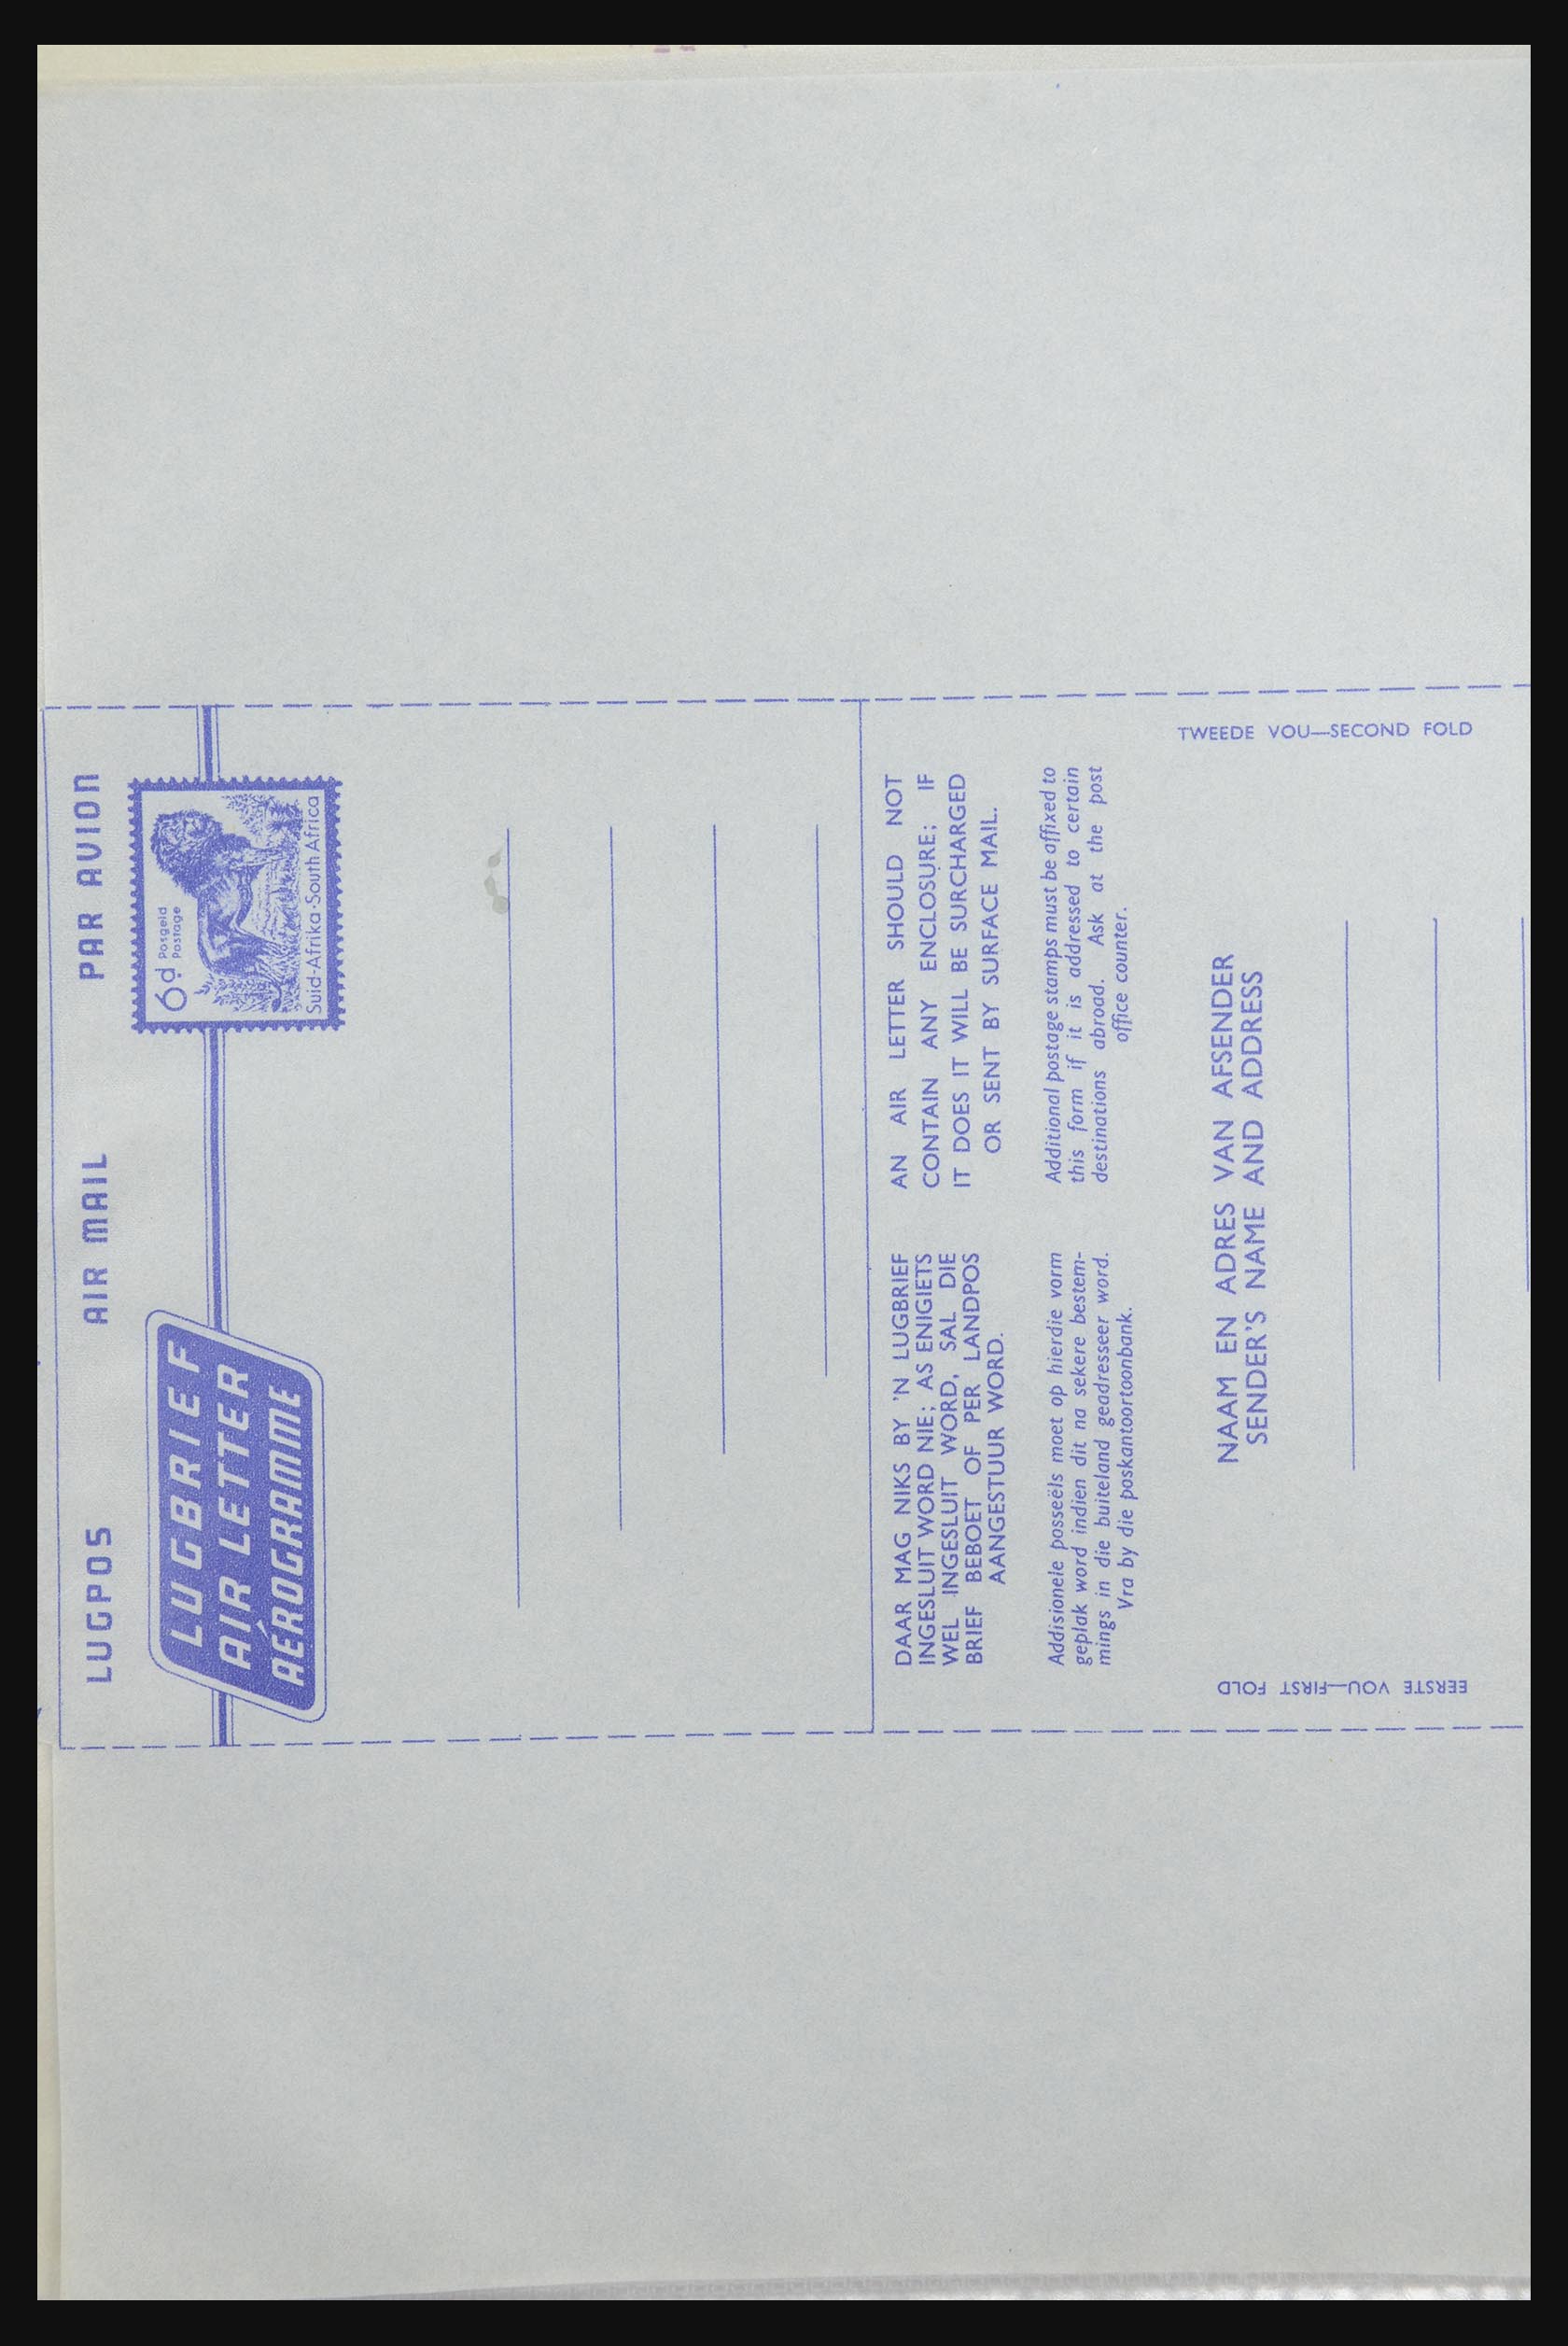 LUGPOS AIR MAIL PAR AVION
LUGBRIEF
AIR LETTER
AÉROGRAMME
6d Posgeld
Postage
Suid-Afrika·South Africa
DAAR MAG NIKS BY 'N LUGBRIEF
INGESLUIT WORD NIE; AS ENIGIETS
WEL INGESLUIT WORD, SAL DIE
BRIEF BEBOET OF PER LANDPOS
AANGESTUUR WORD.
AN AIR LETTER SHOULD NOT
CONTAIN ANY ENCLOSURE; IF
IT DOES IT WILL BE SURCHARGED
OR SENT BY SURFACE MAIL.
Addisionele posseëls moet op hierdie vorm
geplak word indien dit na sekere bestem-
mings in die buiteland geadresseer word.
Vra by die poskantoortoonbank.
Additional postage stamps must be affixed to
this form if it is addressed to certain
destinations abroad. Ask at the post
office counter.
NAAM EN ADRES VAN AFSENDER
SENDER'S NAME AND ADDRESS
EERSTE VOU—FIRST FOLD
TWEEDE VOU—SECOND FOLD